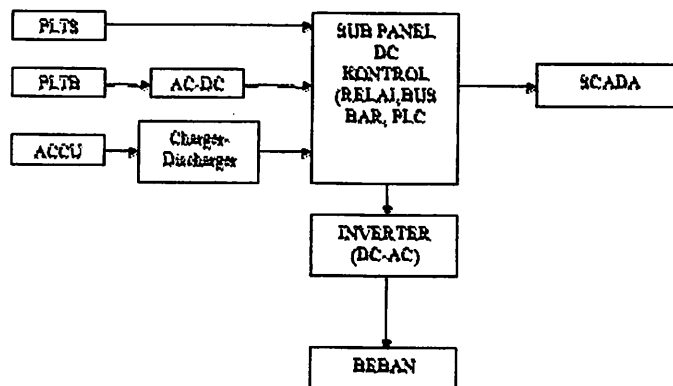 PLTS
PLTB
AC-DC
ACCU
Charger-
Discharger
SUB PANEL
DC
KONTROL
(RELAI,BUS
BAR, PLC
SCADA
INVERTER
(DC-AC)
BEBAN